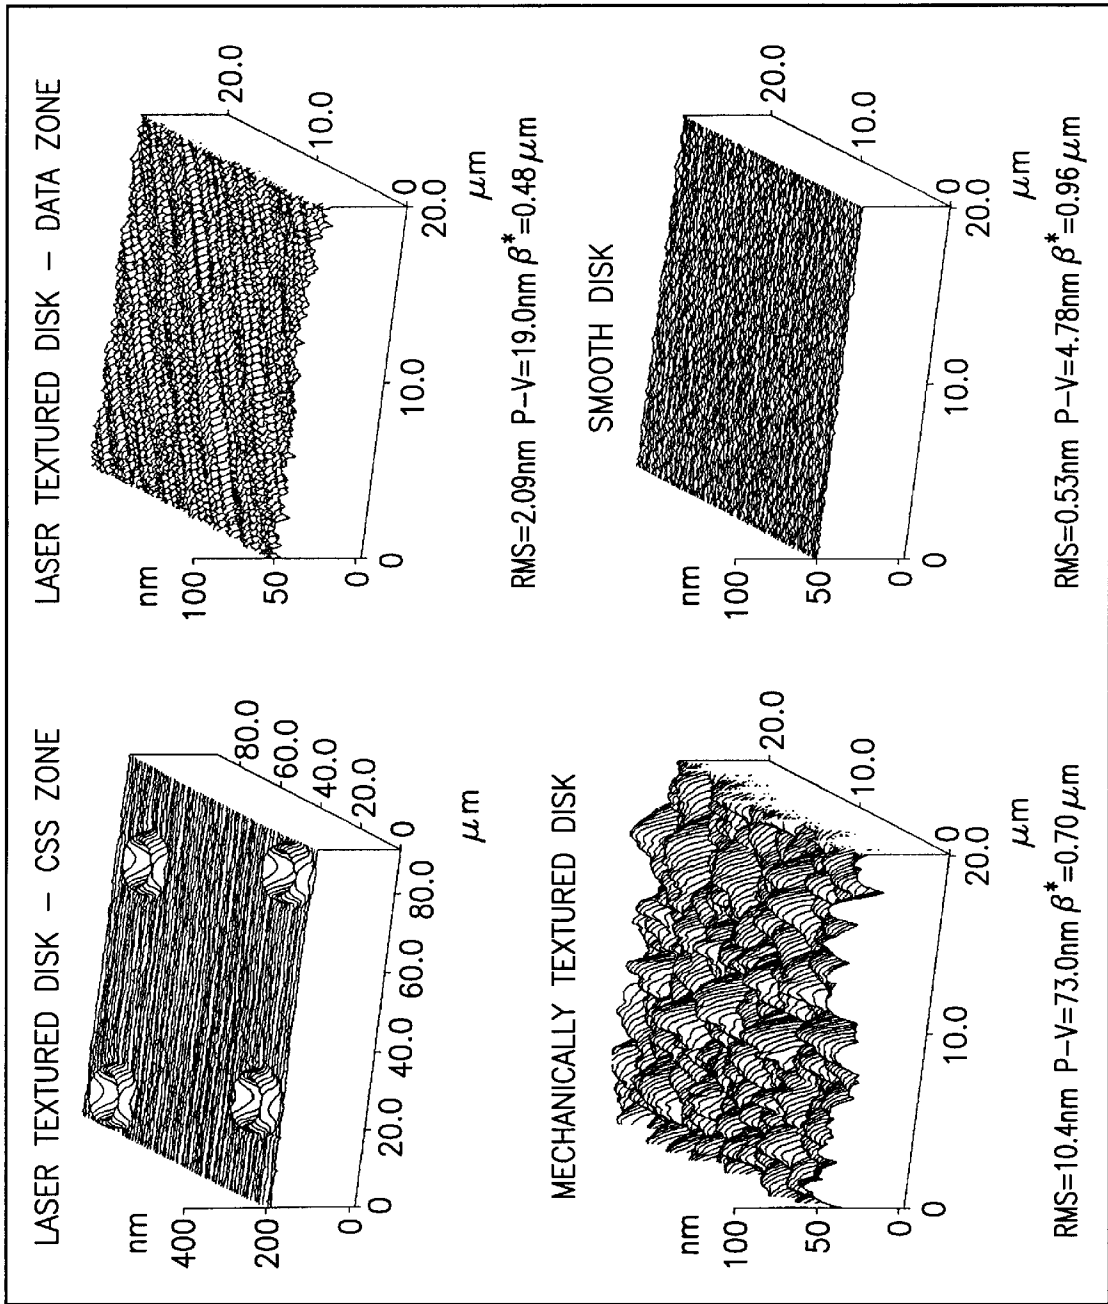 LASER TEXTURED DISK – CSS ZONE
nm
400
200
0
0
20.0
40.0
60.0
80.0
0
20.0
40.0
60.0
80.0
μm
LASER TEXTURED DISK – DATA ZONE
nm
100
50
0
0
10.0
20.0
0
10.0
20.0
μm
RMS=2.09nm P–V=19.0nm β*=0.48μm
MECHANICALLY TEXTURED DISK
nm
100
50
0
0
10.0
20.0
0
10.0
20.0
μm
RMS=10.4nm P–V=73.0nm β*=0.70μm
SMOOTH DISK
nm
100
50
0
0
10.0
20.0
0
10.0
20.0
μm
RMS=0.53nm P–V=4.78nm β*=0.96μm